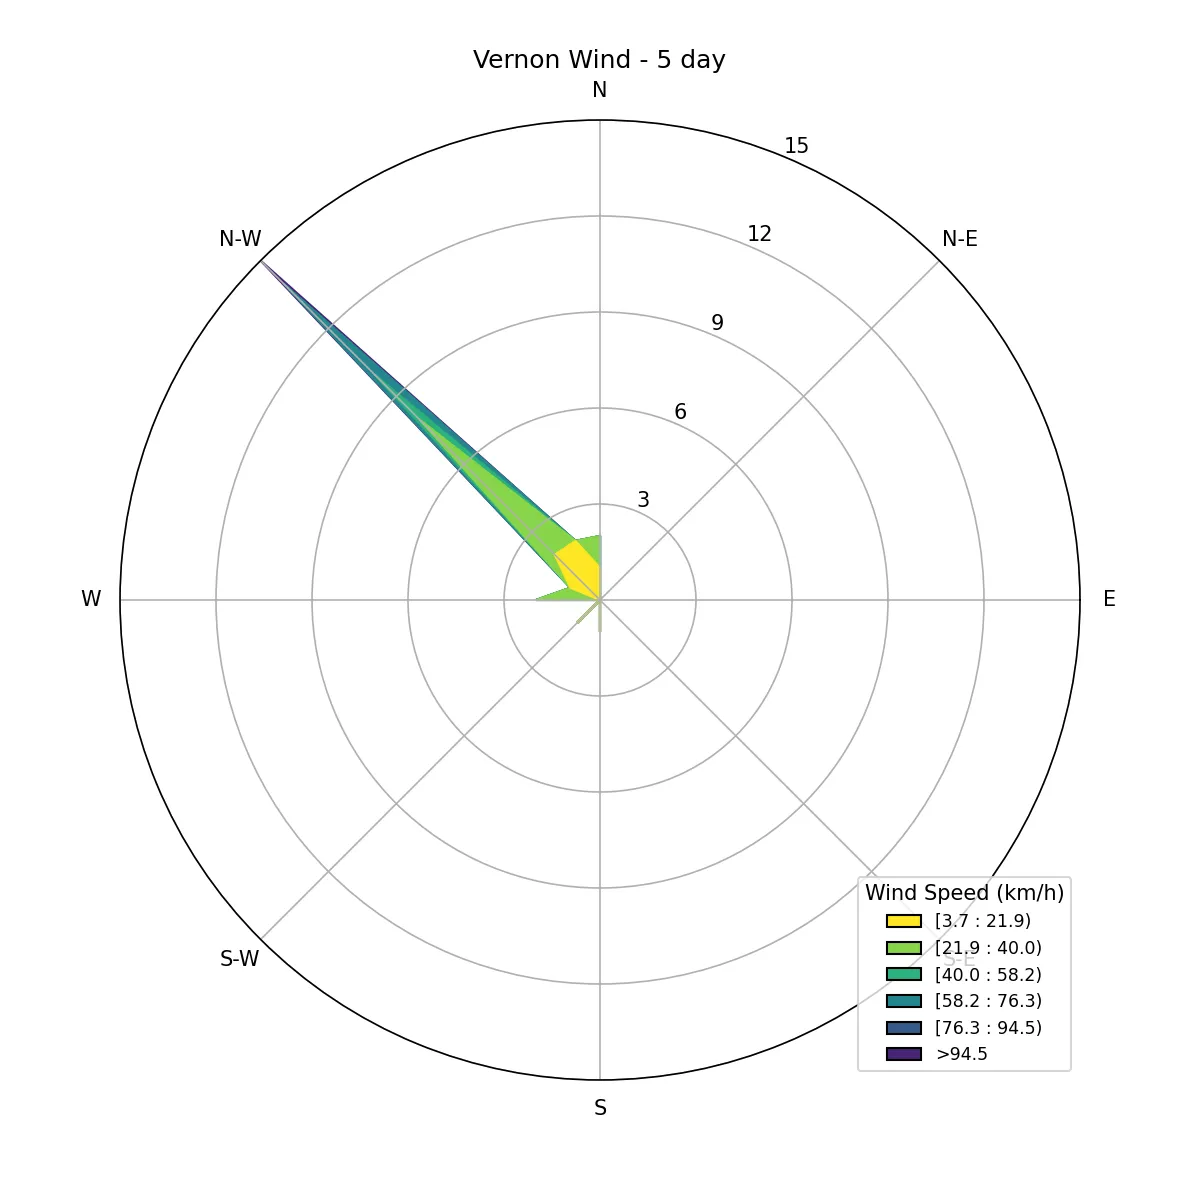 Vernon Wind - 5 day
N
15
N-W
12
N-E
9
6
3
W
E
S-W
S-E
S
Wind Speed (km/h)
[3.7 : 21.9)
[21.9 : 40.0)
[40.0 : 58.2)
[58.2 : 76.3)
[76.3 : 94.5)
>94.5